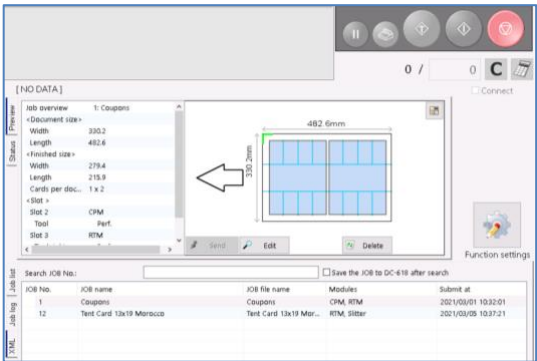 0 / 0 C
[ NO DATA ]
Connect
Preview
Status
Job overview 1: Coupons
<Document size>
Width 330.2
Length 482.6
<Finished size>
Width 279.4
Length 215.9
Cards per doc... 1 x 2
<Slot >
Slot 2 CPM
Tool Perf.
Slot 3 RTM
482.6mm
330.2mm
Send
Edit
Delete
Function settings
Job list
Job log
XML
Search JOB No.:
Save the JOB to DC-618 after search
JOB No. JOB name JOB file name Modules Submit at
1 Coupons Coupons CPM, RTM 2021/03/01 10:32:01
12 Tent Card 13x19 Morocco Tent Card 13x19 Mor... RTM, Slitter 2021/03/05 10:37:21